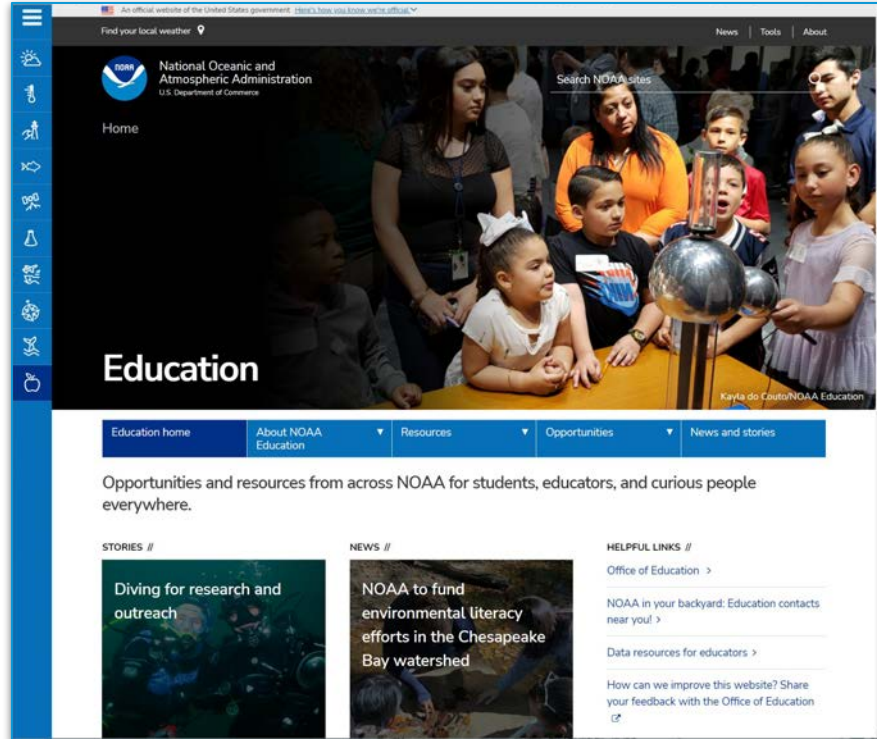 An official website of the United States government Here's how you know we're official
Find your local weather
News | Tools | About
NOAA
National Oceanic and
Atmospheric Administration
U.S. Department of Commerce
Search NOAA sites
Home
Education
Kayla do Couto/NOAA Education
Education home
About NOAA
Education
Resources
Opportunities
News and stories
Opportunities and resources from across NOAA for students, educators, and curious people
everywhere.
STORIES //
Diving for research and
outreach
NEWS //
NOAA to fund
environmental literacy
efforts in the Chesapeake
Bay watershed
HELPFUL LINKS //
Office of Education >
NOAA in your backyard: Education contacts
near you! >
Data resources for educators >
How can we improve this website? Share
your feedback with the Office of Education